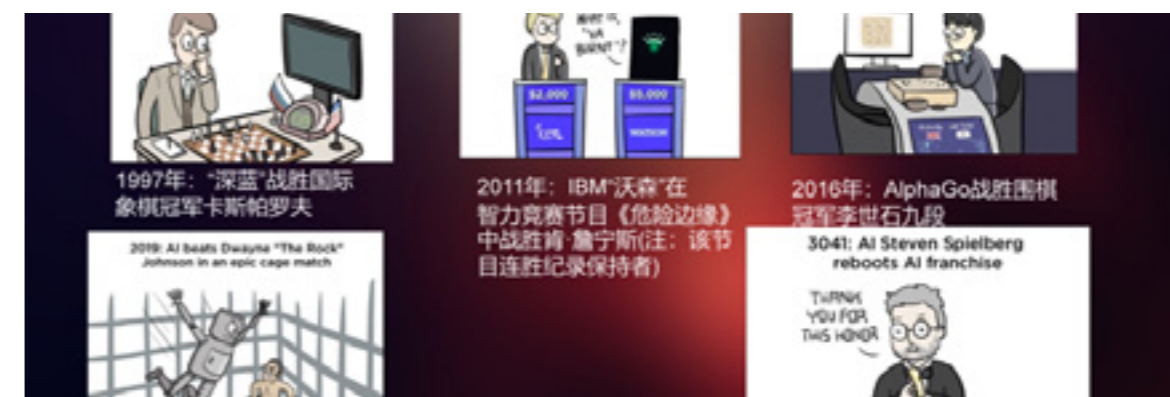 WHAT IS,
"VA
BURNT"?
$2,000
$5,000
WATSON
1997年：“深蓝”战胜国际
象棋冠军卡斯帕罗夫
2011年：IBM“沃森”在
智力竞赛节目《危险边缘》
中战胜肯·詹宁斯(注：该节
目连胜纪录保持者)
2016年：AlphaGo战胜围棋
冠军李世石九段
2019: AI beats Dwayne "The Rock"
Johnson in an epic cage match
3041: AI Steven Spielberg
reboots AI franchise
THANK
YOU FOR
THIS HONOR